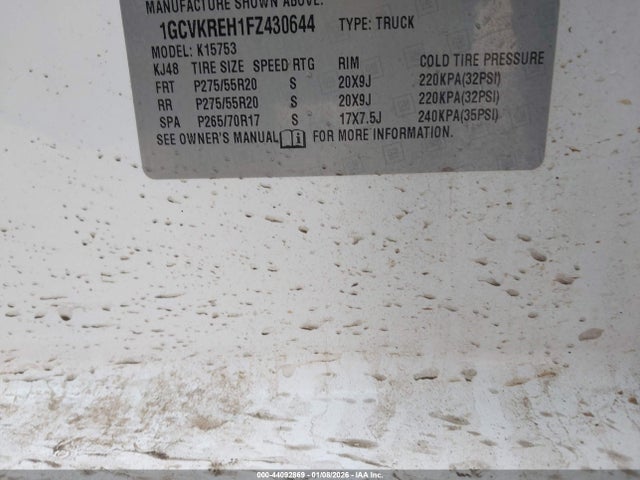 MANUFACTURE SHOWN ABOVE.
1GCVKREH1FZ430644 TYPE: TRUCK
MODEL: K15753
KJ48 TIRE SIZE SPEED RTG RIM COLD TIRE PRESSURE
FRT P275/55R20 S 20X9J 220KPA(32PSI)
RR P275/55R20 S 20X9J 220KPA(32PSI)
SPA P265/70R17 S 17X7.5J 240KPA(35PSI)
SEE OWNER'S MANUAL FOR MORE INFORMATION.
000-44092869 - 01/08/2026 - IAA Inc.